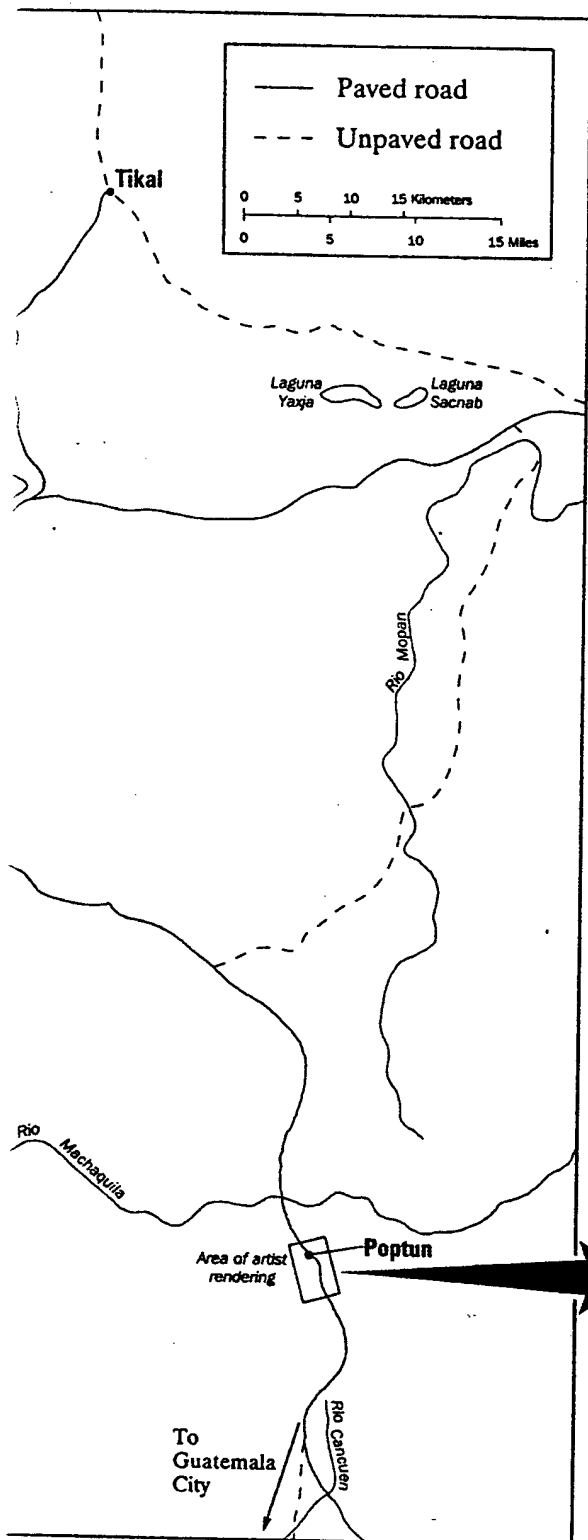 Paved road
Unpaved road
0 5 10 15 Kilometers
0 5 10 15 Miles
Tikal
Laguna
Yaxja
Laguna
Sacnab
Rio Mopan
Rio Machaquila
Area of artist
rendering
Poptun
Rio Cancuen
To
Guatemala
City